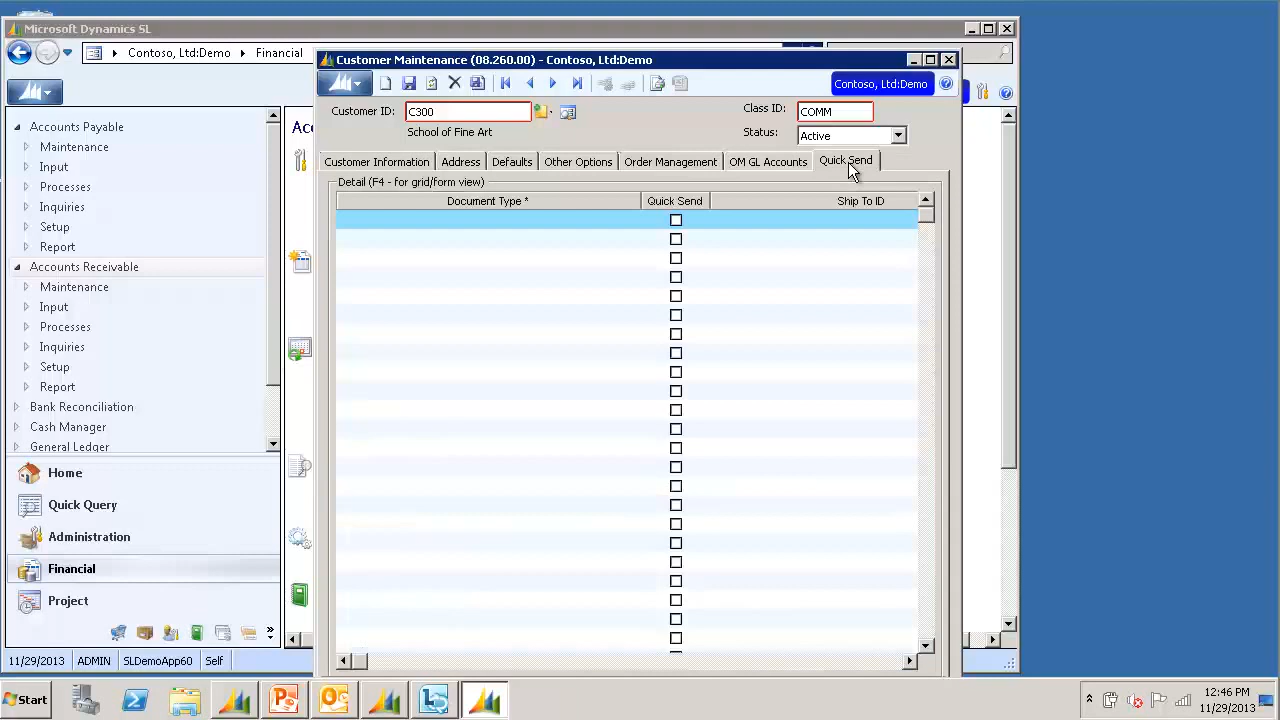 Microsoft Dynamics SL
Contoso, Ltd:Demo
Financial
Customer Maintenance (08.260.00) - Contoso, Ltd:Demo
Contoso, Ltd:Demo
Customer ID:
C300
School of Fine Art
Class ID:
COMM
Status:
Active
Customer Information
Address
Defaults
Other Options
Order Management
OM GL Accounts
Quick Send
Detail (F4 - for grid/form view)
Document Type *
Quick Send
Ship To ID
Accounts Payable
Maintenance
Input
Processes
Inquiries
Setup
Report
Accounts Receivable
Maintenance
Input
Processes
Inquiries
Setup
Report
Bank Reconciliation
Cash Manager
General Ledger
Home
Quick Query
Administration
Financial
Project
11/29/2013
ADMIN
SLDemoApp60
Self
Start
12:46 PM
11/29/2013